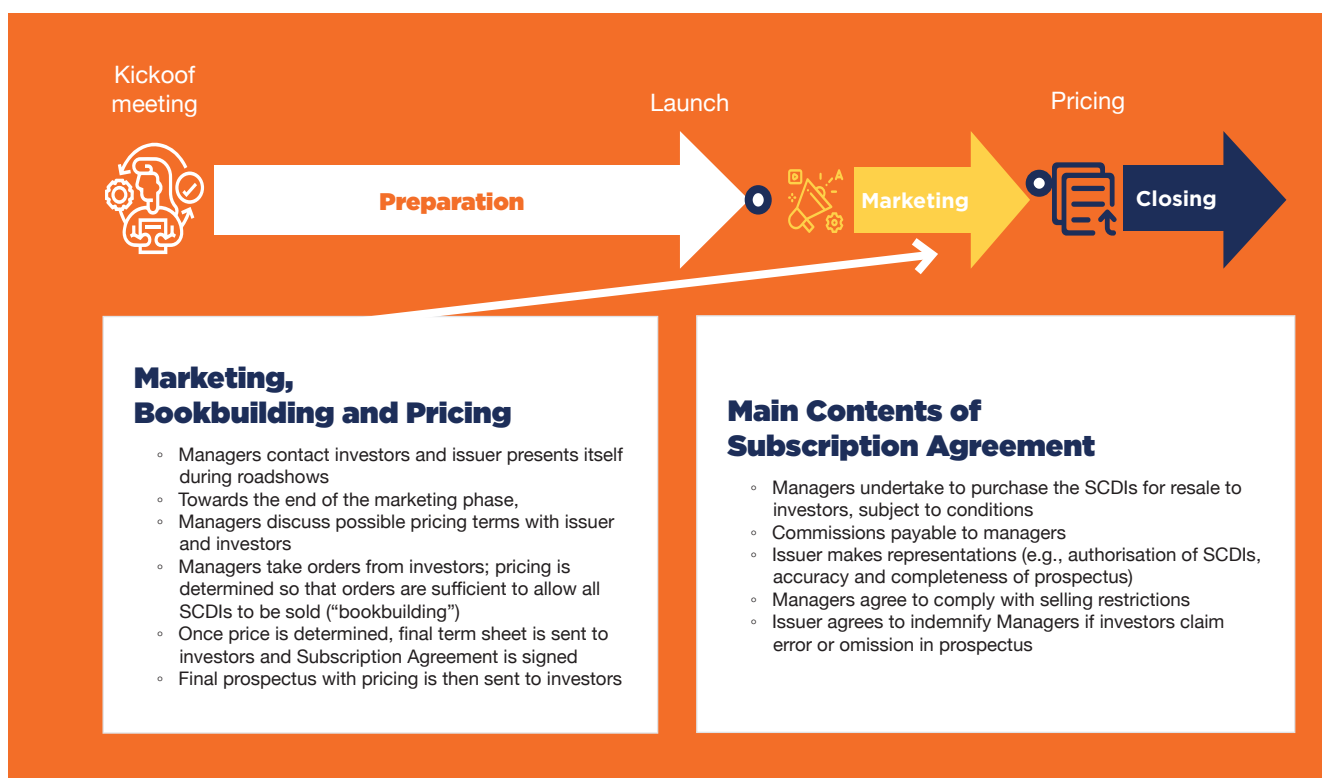 Kickoof
meeting
Launch
Pricing
Preparation
Marketing
Closing
Marketing,
Bookbuilding and Pricing
◦ Managers contact investors and issuer presents itself
during roadshows
◦ Towards the end of the marketing phase,
◦ Managers discuss possible pricing terms with issuer
and investors
◦ Managers take orders from investors; pricing is
determined so that orders are sufficient to allow all
SCDIs to be sold (“bookbuilding”)
◦ Once price is determined, final term sheet is sent to
investors and Subscription Agreement is signed
◦ Final prospectus with pricing is then sent to investors
Main Contents of
Subscription Agreement
◦ Managers undertake to purchase the SCDIs for resale to
investors, subject to conditions
◦ Commissions payable to managers
◦ Issuer makes representations (e.g., authorisation of SCDIs,
accuracy and completeness of prospectus)
◦ Managers agree to comply with selling restrictions
◦ Issuer agrees to indemnify Managers if investors claim
error or omission in prospectus